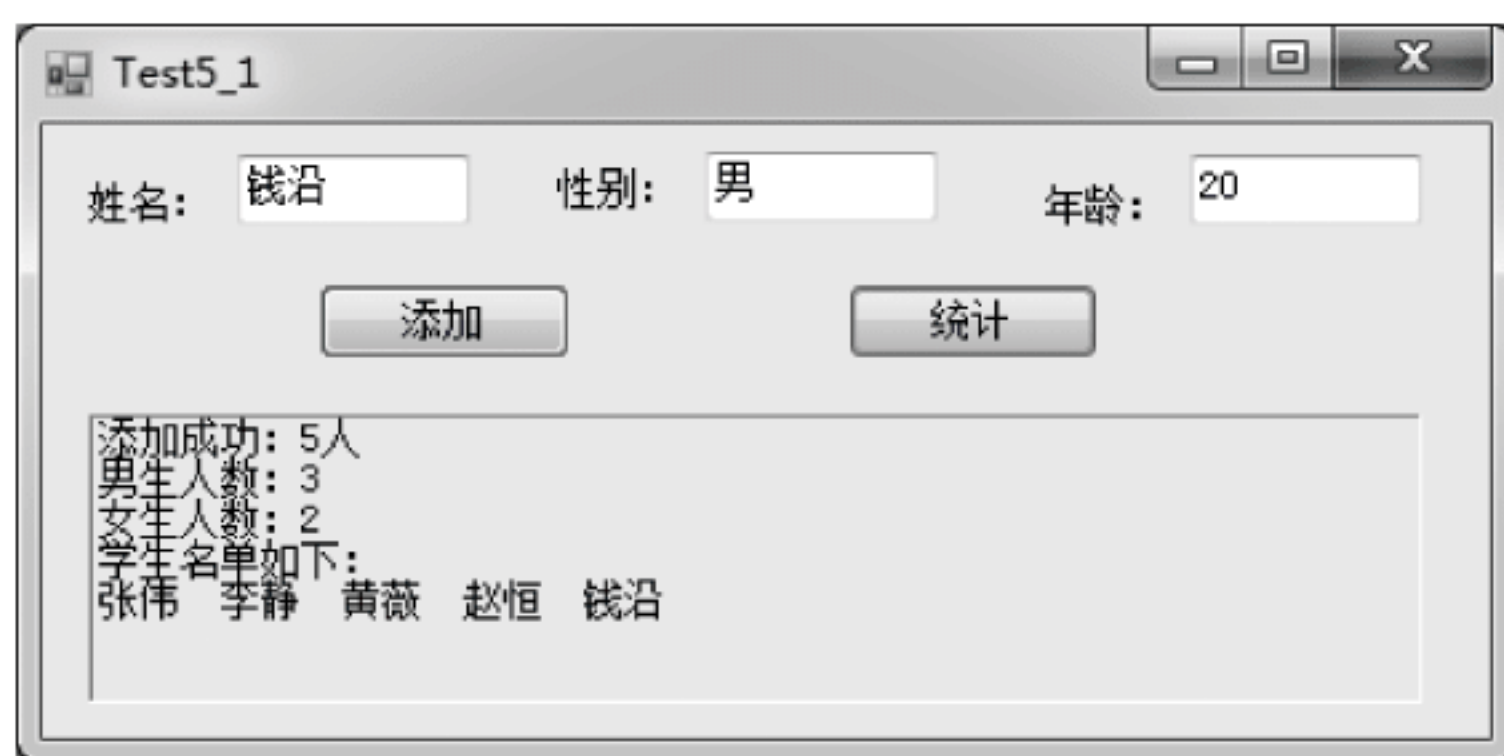 Test5_1
姓名: 钱沿 性别: 男 年龄: 20
添加 统计
添加成功: 5人
男生人数: 3
女生人数: 2
学生名单如下:
张伟 李静 黄薇 赵恒 钱沿